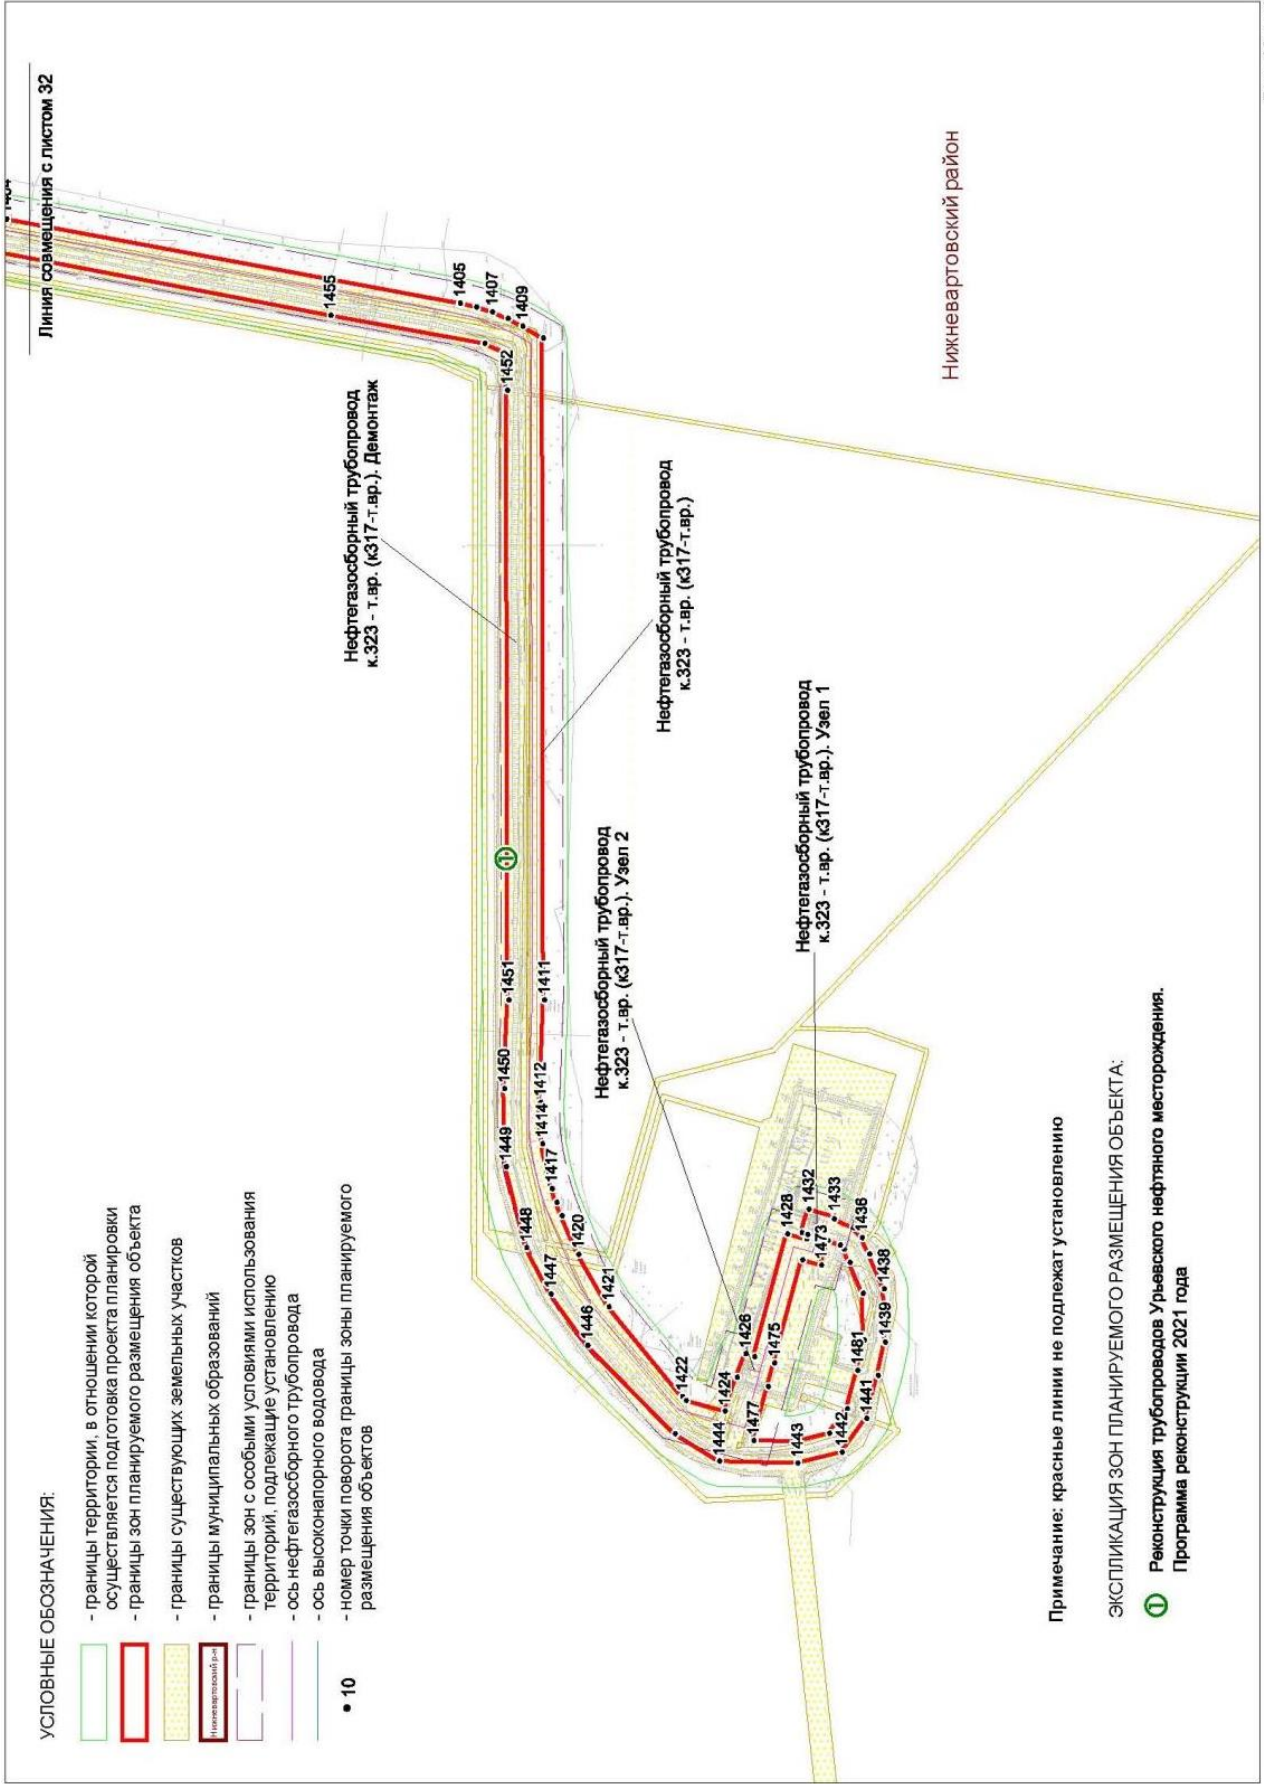 Линия совмещения с листом 32
1455
1405
1407
1409
1452
Нефтегазосборный трубопровод
к.323 - т.вр. (к317-т.вр.). Демонтаж
Нефтегазосборный трубопровод
к.323 - т.вр. (к317-т.вр.)
Нижневартовский район
1
1451
1411
1450
1412
1414
1449
1417
1448
1420
1447
1421
1446
1422
1424
1426
1444
1477
1475
1443
1442
1441
1481
1439
1438
1436
1433
1432
1428
1473
Нефтегазосборный трубопровод
к.323 - т.вр. (к317-т.вр.). Узел 2
Нефтегазосборный трубопровод
к.323 - т.вр. (к317-т.вр.). Узел 1
УСЛОВНЫЕ ОБОЗНАЧЕНИЯ:
- границы территории, в отношении которой
осуществляется подготовка проекта планировки
- границы зон планируемого размещения объекта
- границы существующих земельных участков
Нижневартовский р-н
- границы муниципальных образований
- границы зон с особыми условиями использования
территорий, подлежащие установлению
- ось нефтегазосборного трубопровода
- ось высоконапорного водовода
• 10
- номер точки поворота границы зоны планируемого
размещения объектов
Примечание: красные линии не подлежат установлению
ЭКСПЛИКАЦИЯ ЗОН ПЛАНИРУЕМОГО РАЗМЕЩЕНИЯ ОБЪЕКТА:
1 Реконструкция трубопроводов Урьевского нефтяного месторождения.
Программа реконструкции 2021 года